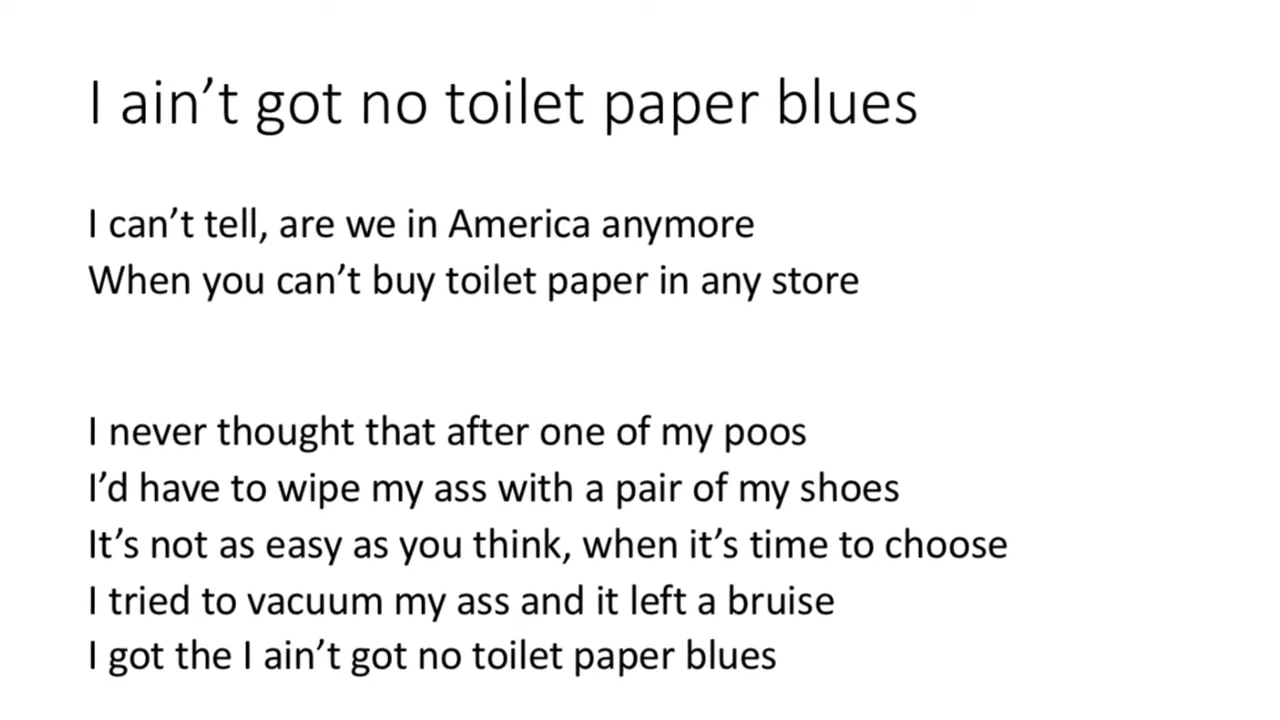 I ain’t got no toilet paper blues
I can’t tell, are we in America anymore
When you can’t buy toilet paper in any store
I never thought that after one of my poos
I’d have to wipe my ass with a pair of my shoes
It’s not as easy as you think, when it’s time to choose
I tried to vacuum my ass and it left a bruise
I got the I ain’t got no toilet paper blues